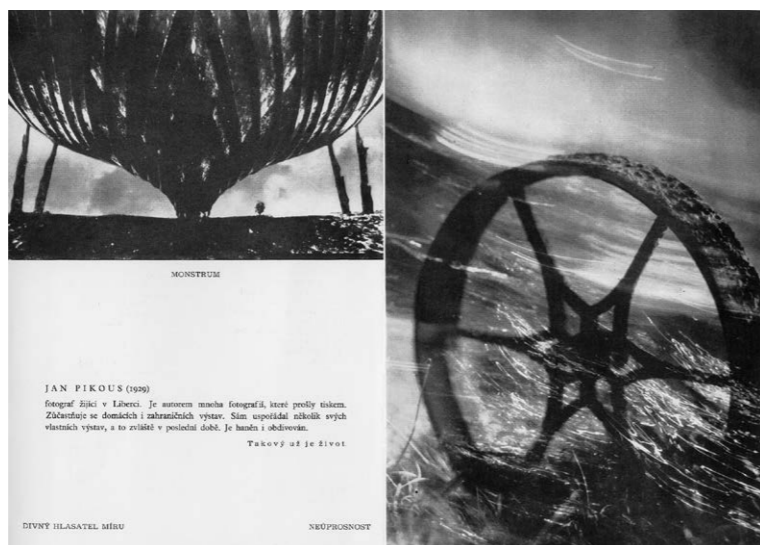 MONSTRUM
JAN PIKOUS (1929)
fotograf žijící v Liberci. Je autorem mnoha fotografií, které prošly tiskem.
Zúčastňuje se domácích i zahraničních výstav. Sám uspořádal několik svých
vlastních výstav, a to zvláště v poslední době. Je haněn i obdivován.
Takový už je život
DIVNÝ HLASATEL MÍRU
NEÚPROSNOST